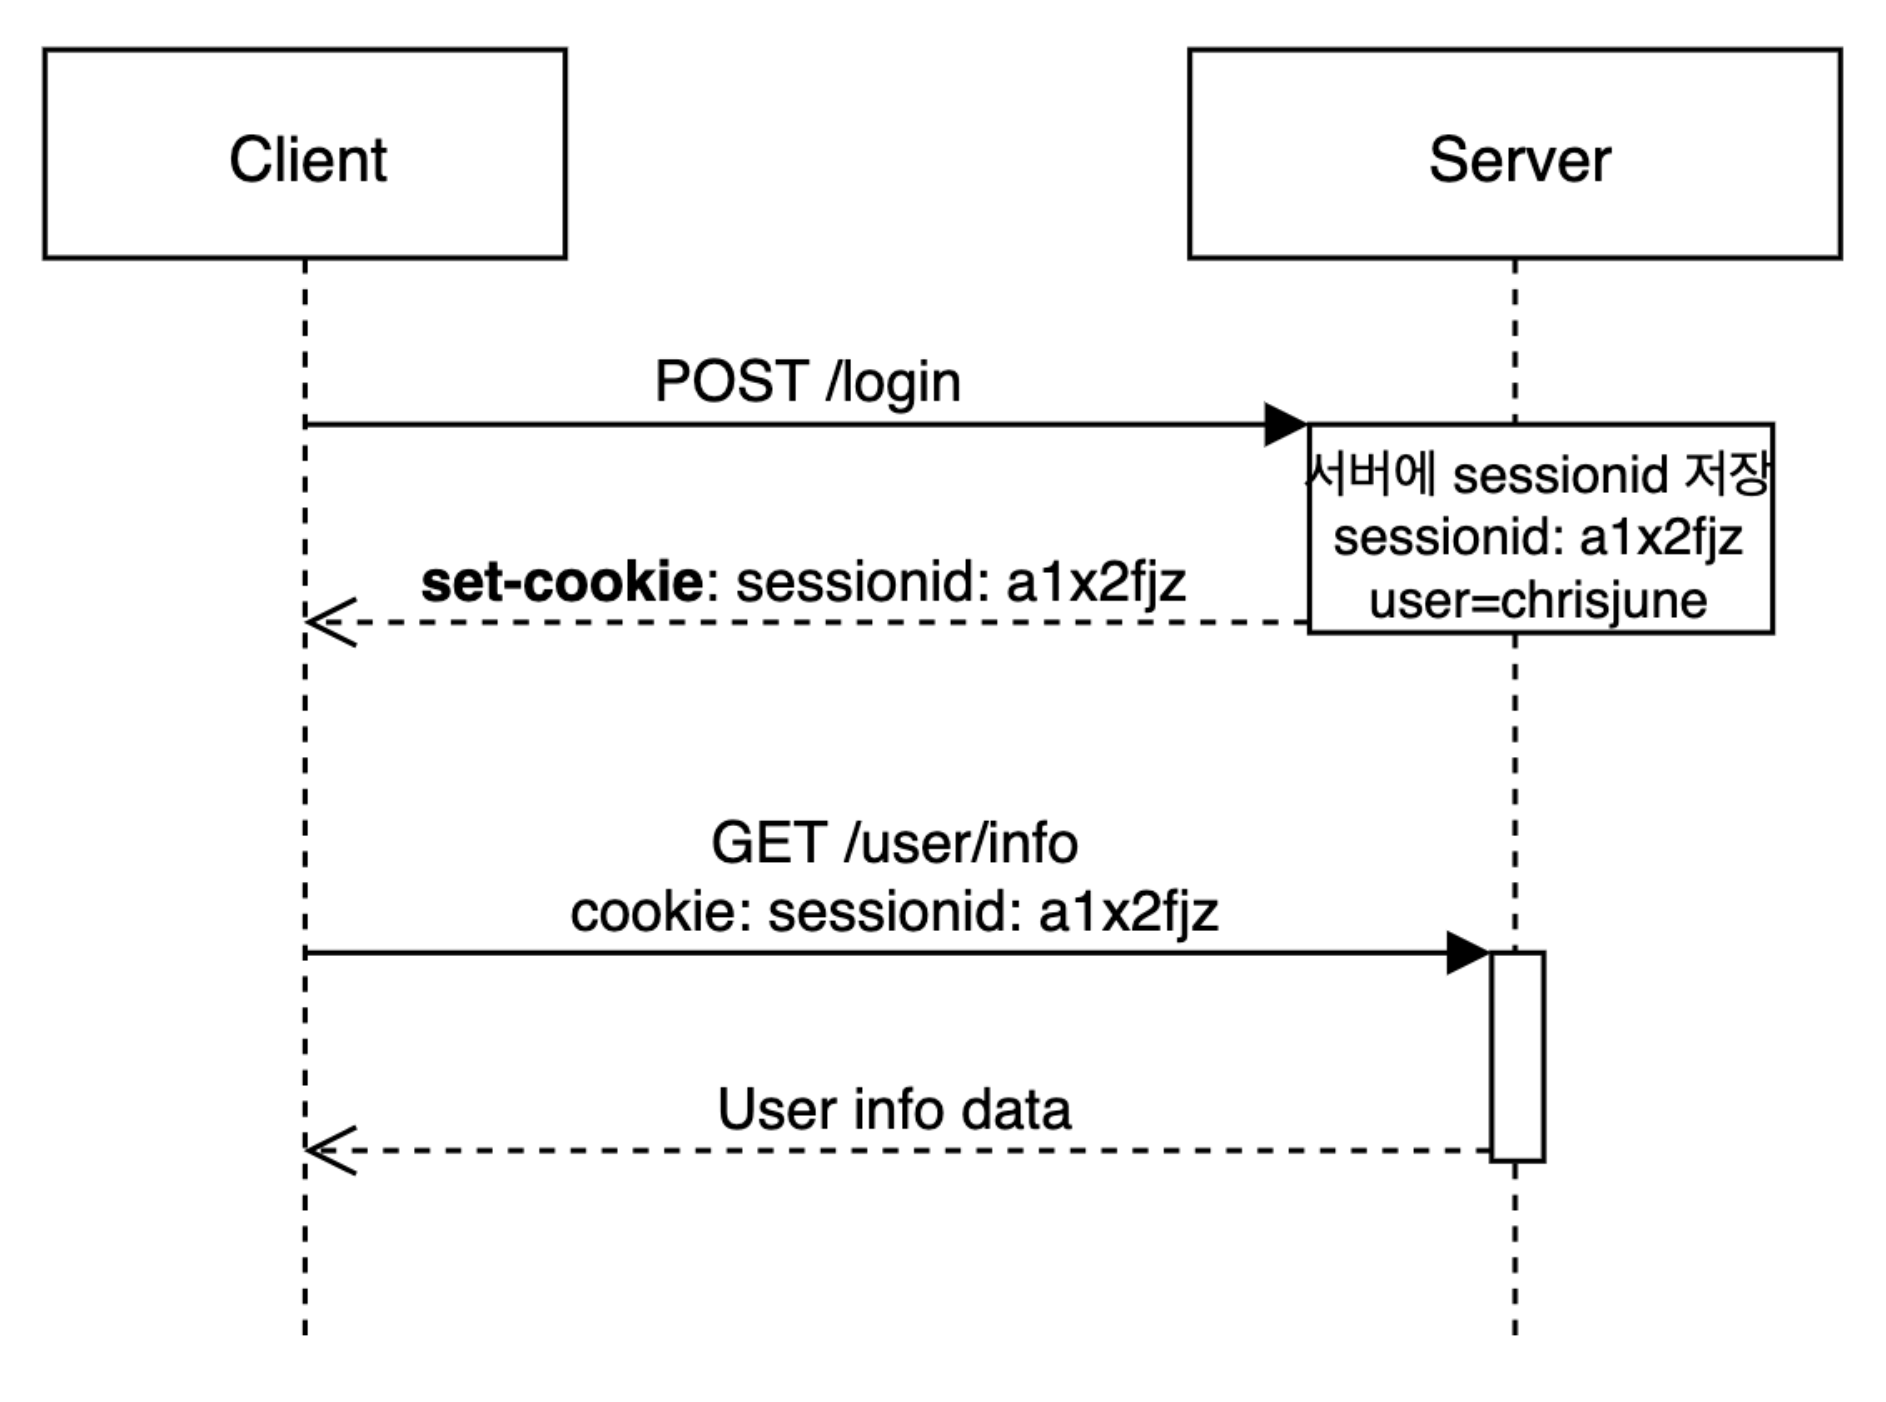 Client
Server
POST /login
서버에 sessionid 저장
sessionid: a1x2fjz
user=chrisjune
set-cookie: sessionid: a1x2fjz
GET /user/info
cookie: sessionid: a1x2fjz
User info data